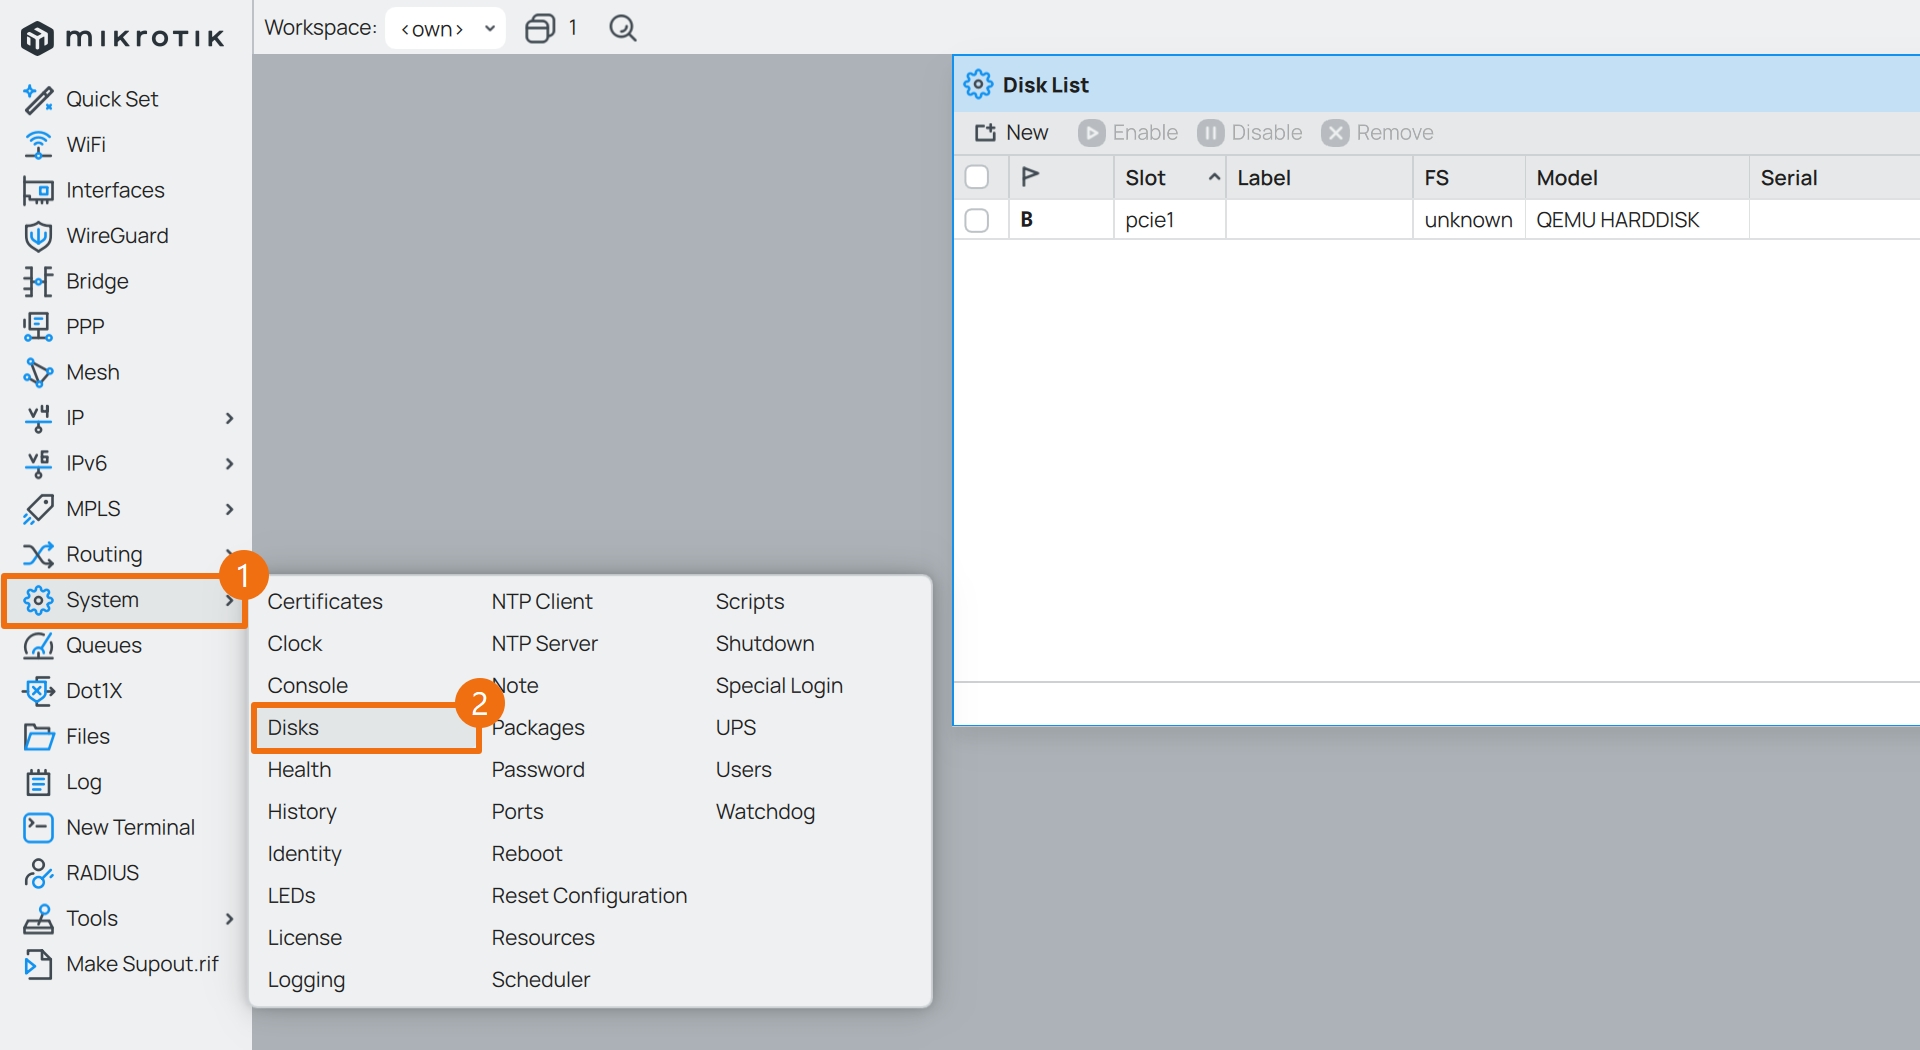 mikrotik
Workspace: <own> 1
Quick Set
WiFi
Interfaces
WireGuard
Bridge
PPP
Mesh
v4 IP
v6 IPv6
MPLS
Routing
System
Queues
Dot1X
Files
Log
New Terminal
RADIUS
Tools
Make Supout.rif
1
2
Certificates
Clock
Console
Disks
Health
History
Identity
LEDs
License
Logging
NTP Client
NTP Server
Note
Packages
Password
Ports
Reboot
Reset Configuration
Resources
Scheduler
Scripts
Shutdown
Special Login
UPS
Users
Watchdog
Disk List
New Enable Disable Remove
Slot Label FS Model Serial
B pcie1 unknown QEMU HARDDISK